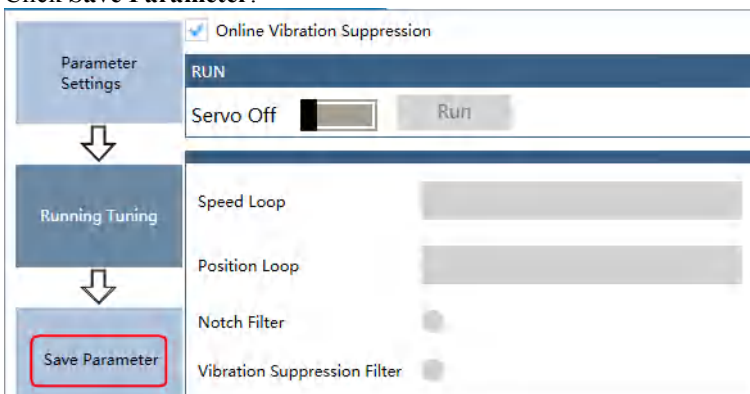 Click Save Parameter.
Online Vibration Suppression
Parameter
Settings
RUN
Servo Off
Run
Running Tuning
Speed Loop
Position Loop
Notch Filter
Save Parameter
Vibration Suppression Filter